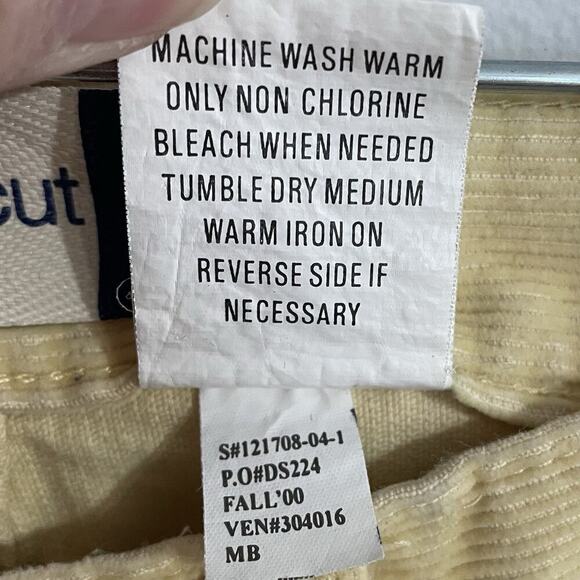 MACHINE WASH WARM
ONLY NON CHLORINE
BLEACH WHEN NEEDED
TUMBLE DRY MEDIUM
WARM IRON ON
REVERSE SIDE IF
NECESSARY
cut
S#121708-04-1
P.O#DS224
FALL'00
VEN#304016
MB